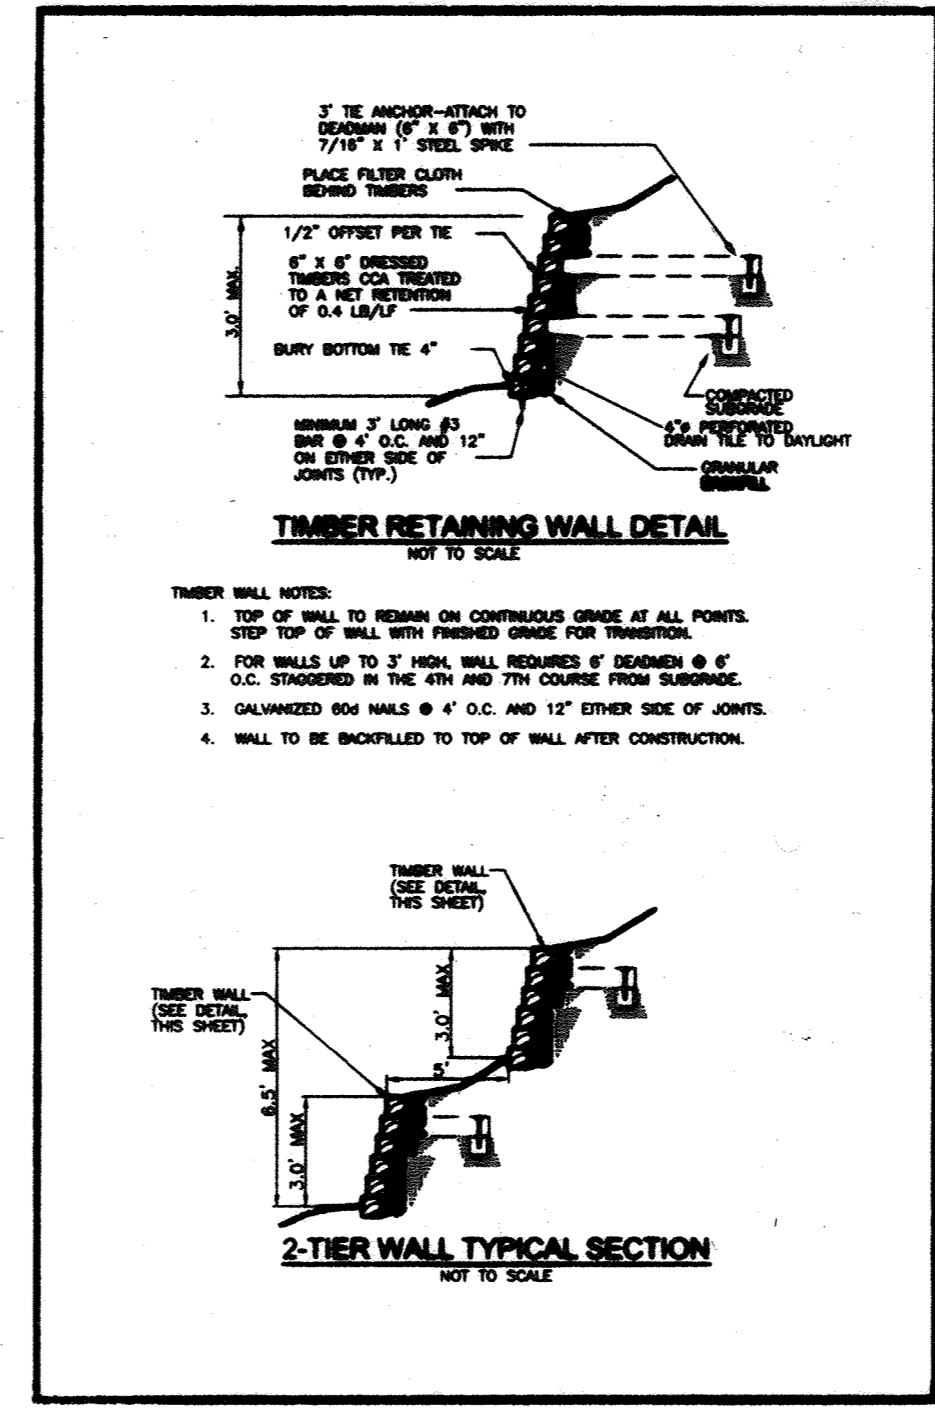 3' TIE ANCHOR-ATTACH TO
DEADMAN (6" X 6") WITH
7/16" X 1' STEEL SPIKE
PLACE FILTER CLOTH
BEHIND TIMBERS
1/2" OFFSET PER TIE
6" X 6" DRESSED
TIMBERS CCA TREATED
TO A NET RETENTION
OF 0.4 LB/LF
3.0' MAX.
BURY BOTTOM TIE 4"
COMPACTED
SUBGRADE
MINIMUM 3' LONG #3
BAR @ 4' O.C. AND 12"
ON EITHER SIDE OF
JOINTS (TYP.)
4"ø PERFORATED
DRAIN TILE TO DAYLIGHT
GRANULAR
BACKFILL
TIMBER RETAINING WALL DETAIL
NOT TO SCALE
TIMBER WALL NOTES:
1. TOP OF WALL TO REMAIN ON CONTINUOUS GRADE AT ALL POINTS.
STEP TOP OF WALL WITH FINISHED GRADE FOR TRANSITION.
2. FOR WALLS UP TO 3' HIGH, WALL REQUIRES 6' DEADMEN @ 6'
O.C. STAGGERED IN THE 4TH AND 7TH COURSE FROM SUBGRADE.
3. GALVANIZED 60d NAILS @ 4' O.C. AND 12" EITHER SIDE OF JOINTS.
4. WALL TO BE BACKFILLED TO TOP OF WALL AFTER CONSTRUCTION.
TIMBER WALL
(SEE DETAIL,
THIS SHEET)
TIMBER WALL
(SEE DETAIL,
THIS SHEET)
3.0' MAX
5'
6.5' MAX
3.0' MAX
2-TIER WALL TYPICAL SECTION
NOT TO SCALE